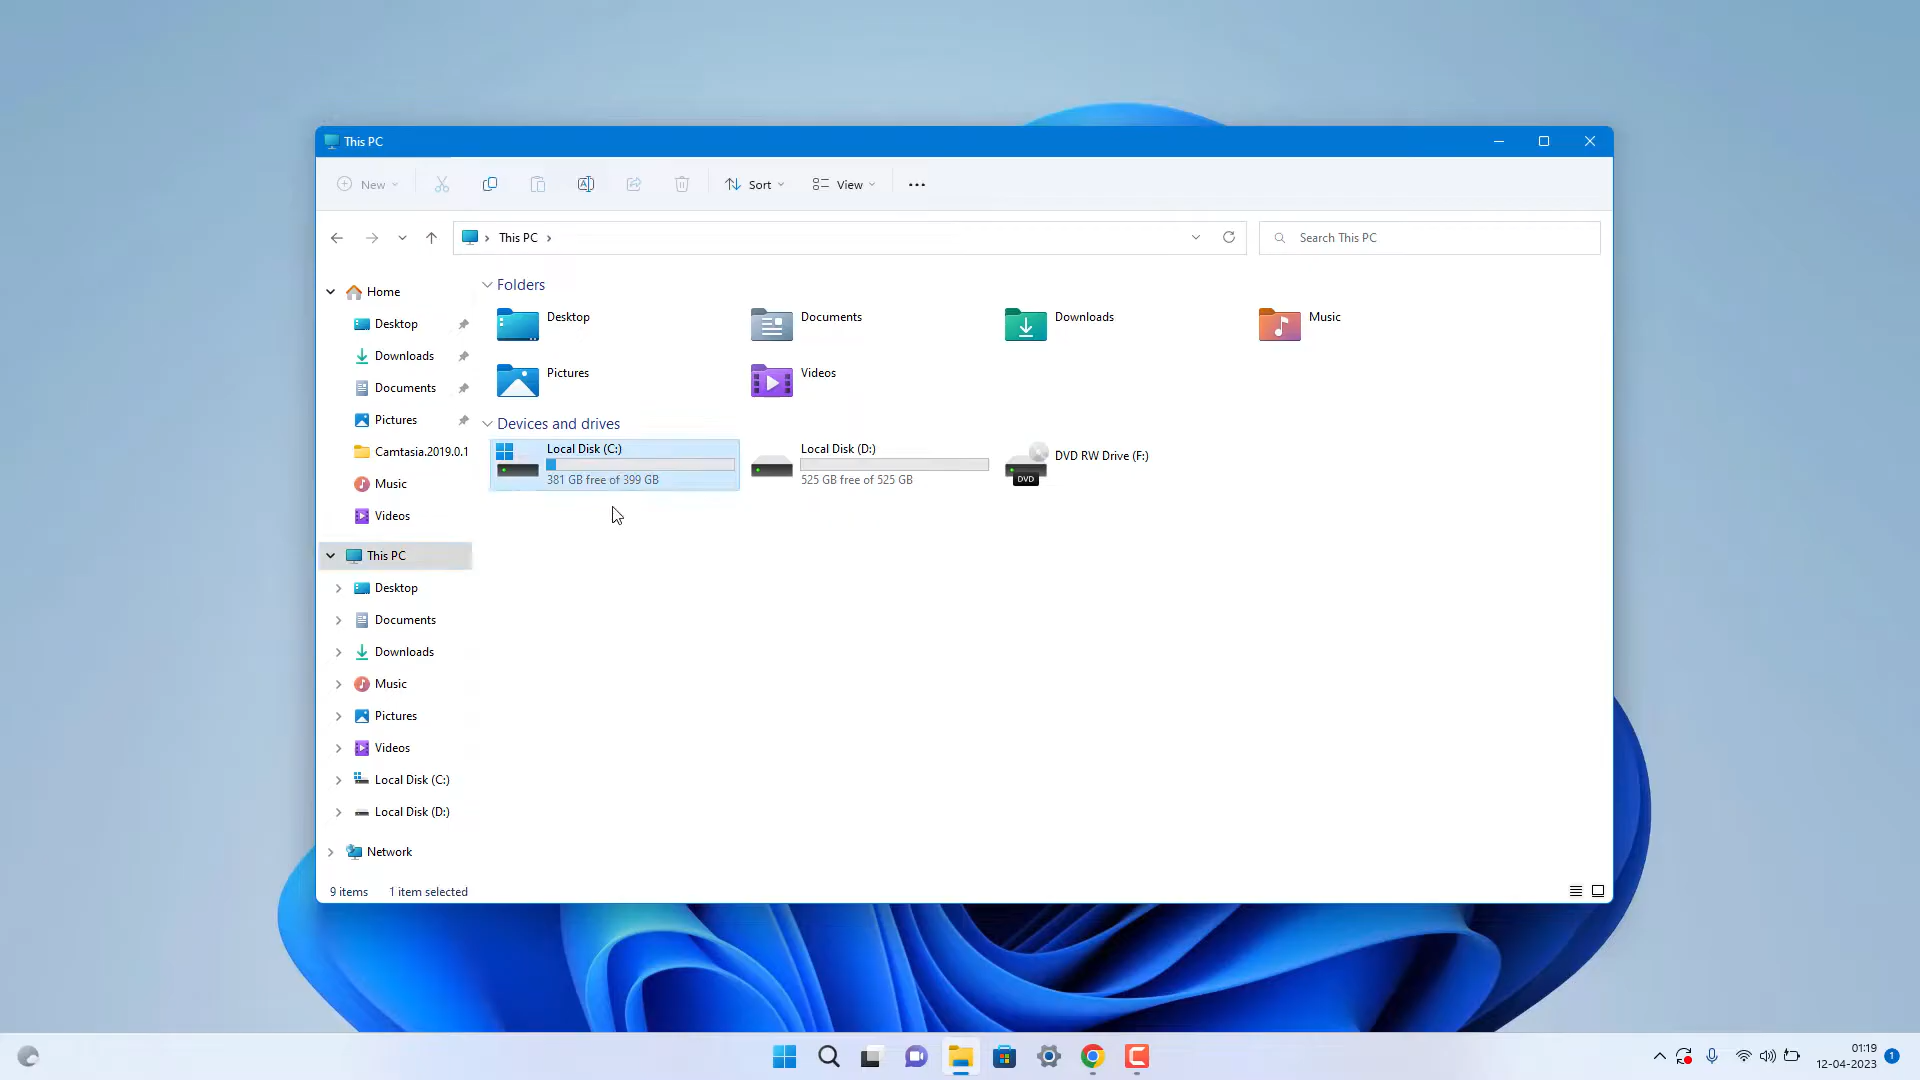 This PC
New
Sort
View
This PC
Search This PC
Home
Desktop
Downloads
Documents
Pictures
Camtasia.2019.0.1
Music
Videos
This PC
Desktop
Documents
Downloads
Music
Pictures
Videos
Local Disk (C:)
Local Disk (D:)
Network
Folders
Desktop
Documents
Downloads
Music
Pictures
Videos
Devices and drives
Local Disk (C:)
381 GB free of 399 GB
Local Disk (D:)
525 GB free of 525 GB
DVD RW Drive (F:)
DVD
9 items
1 item selected
01:19
12-04-2023
1